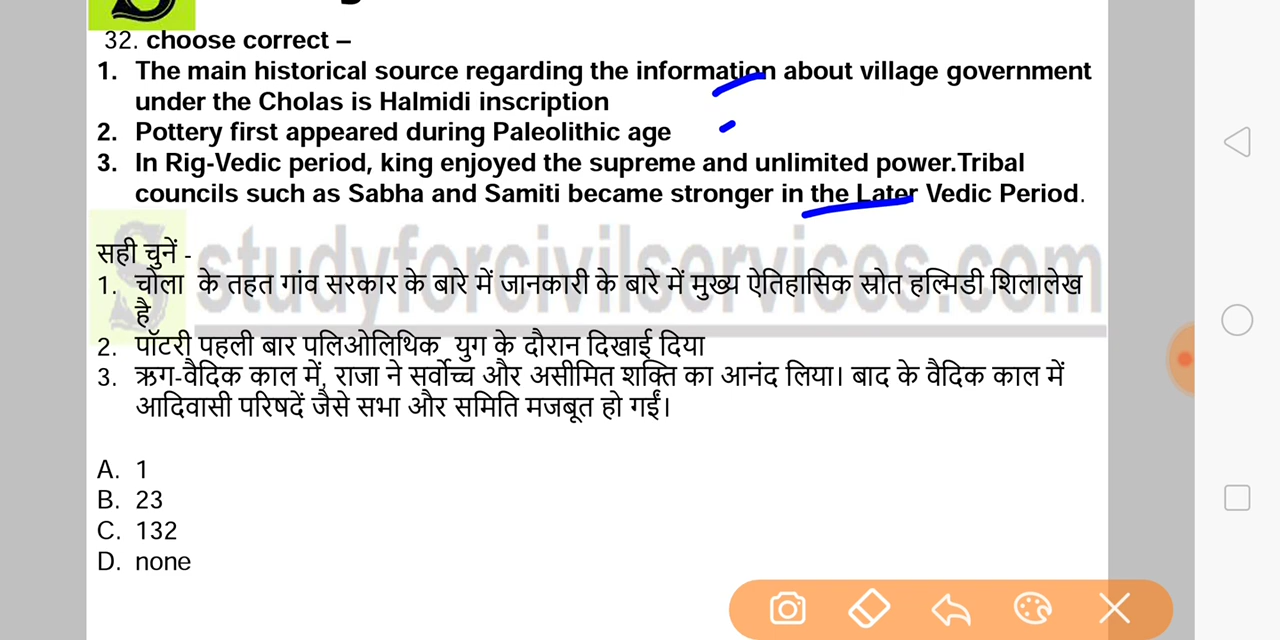 32. choose correct –
1. The main historical source regarding the information about village government
under the Cholas is Halmidi inscription
2. Pottery first appeared during Paleolithic age
3. In Rig-Vedic period, king enjoyed the supreme and unlimited power.Tribal
councils such as Sabha and Samiti became stronger in the Later Vedic Period.
studyforcivilservices.com
सही चुनें -
1. चोला के तहत गांव सरकार के बारे में जानकारी के बारे में मुख्य ऐतिहासिक स्रोत हल्मिडी शिलालेख
है
2. पॉटरी पहली बार पलिओलिथिक युग के दौरान दिखाई दिया
3. ऋग-वैदिक काल में, राजा ने सर्वोच्च और असीमित शक्ति का आनंद लिया। बाद के वैदिक काल में
आदिवासी परिषदें जैसे सभा और समिति मजबूत हो गईं।
A. 1
B. 23
C. 132
D. none